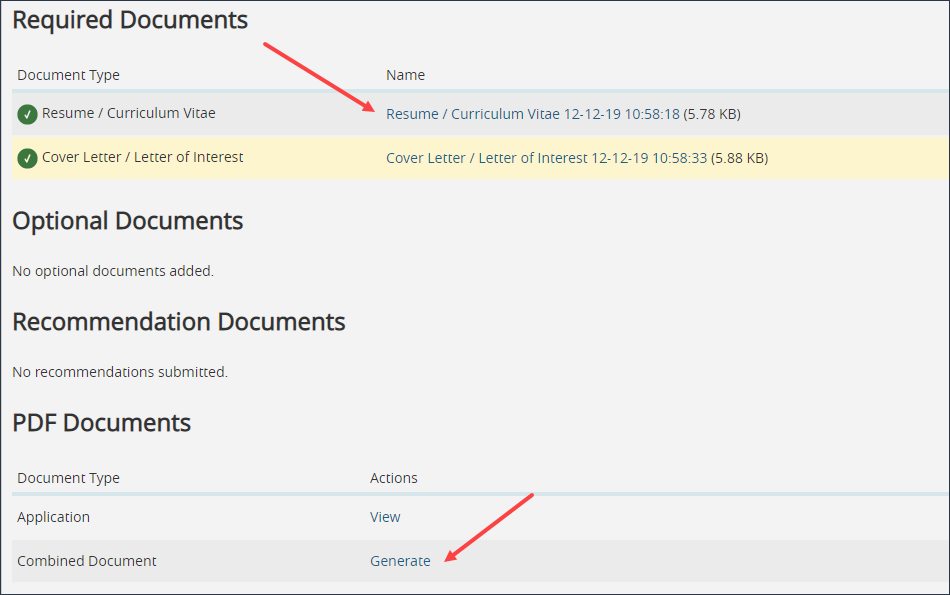 Required Documents
Document Type Name
Resume / Curriculum Vitae Resume / Curriculum Vitae 12-12-19 10:58:18 (5.78 KB)
Cover Letter / Letter of Interest Cover Letter / Letter of Interest 12-12-19 10:58:33 (5.88 KB)
Optional Documents
No optional documents added.
Recommendation Documents
No recommendations submitted.
PDF Documents
Document Type Actions
Application View
Combined Document Generate